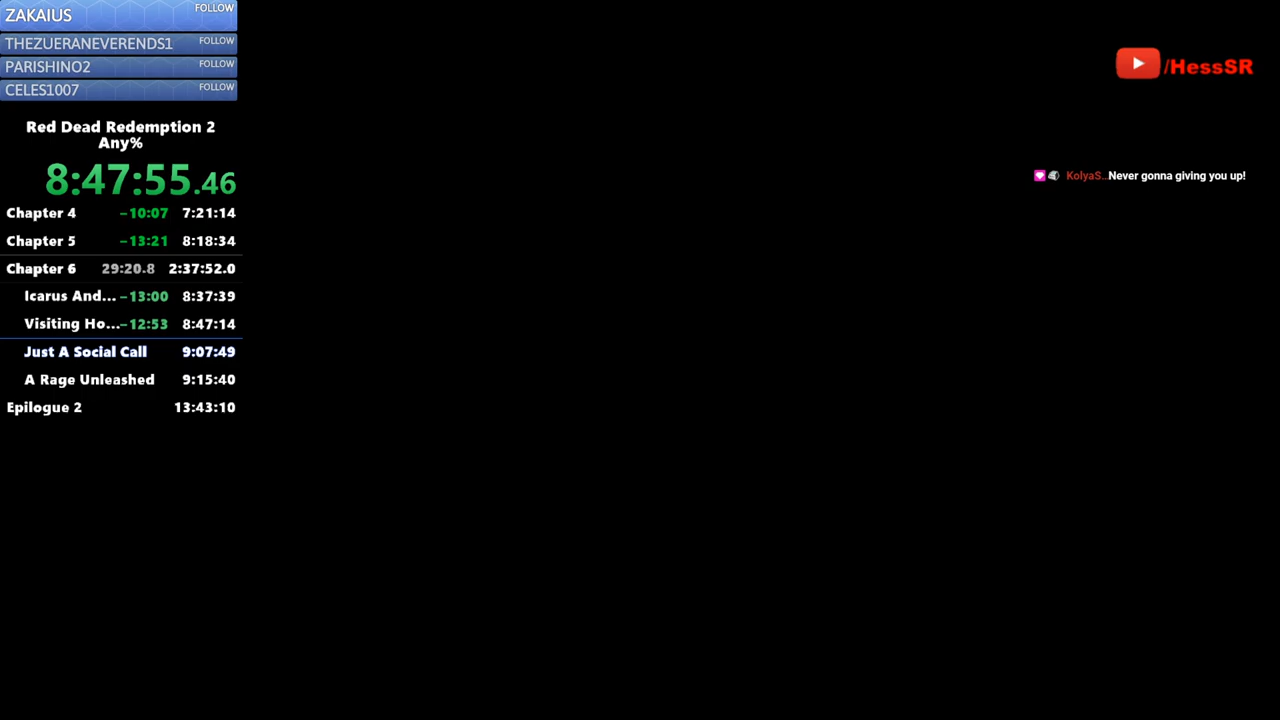 ZAKAIUS FOLLOW
THEZUERANEVERENDS1 FOLLOW
PARISHINO2 FOLLOW
CELES1007 FOLLOW
/HessSR
Red Dead Redemption 2
Any%
8:47:55.46
KolyaS...Never gonna giving you up!
Chapter 4 -10:07 7:21:14
Chapter 5 -13:21 8:18:34
Chapter 6 29:20.8 2:37:52.0
Icarus And... -13:00 8:37:39
Visiting Ho... -12:53 8:47:14
Just A Social Call 9:07:49
A Rage Unleashed 9:15:40
Epilogue 2 13:43:10